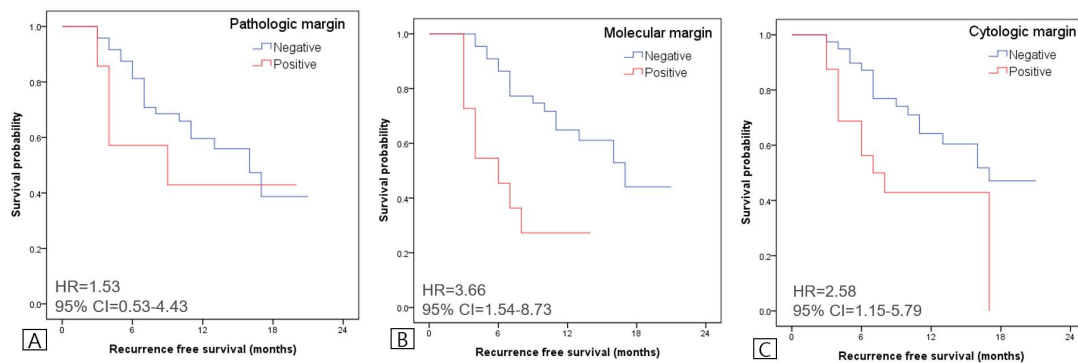 Pathologic margin
Negative
Positive
1.0
0.8
0.6
0.4
0.2
0.0
Survival probability
HR=1.53
95% CI=0.53-4.43
0
6
12
18
24
Recurrence free survival (months)
A
Molecular margin
Negative
Positive
1.0
0.8
0.6
0.4
0.2
0.0
Survival probability
HR=3.66
95% CI=1.54-8.73
0
6
12
18
24
Recurrence free survival (months)
B
Cytologic margin
Negative
Positive
1.0
0.8
0.6
0.4
0.2
0.0
Survival probability
HR=2.58
95% CI=1.15-5.79
0
6
12
18
24
Recurrence free survival (months)
C